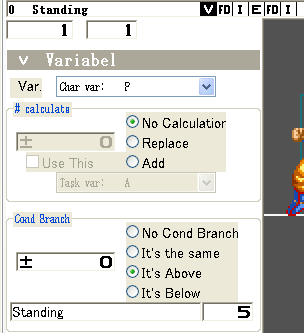 0 Standing V FD I E FD I
1 1
V Variabel
Var. Char var: P
# calculate
± 0
No Calculation
Replace
Use This
Add
Task var: A
Cond Branch
± 0
No Cond Branch
It's the same
It's Above
It's Below
Standing 5